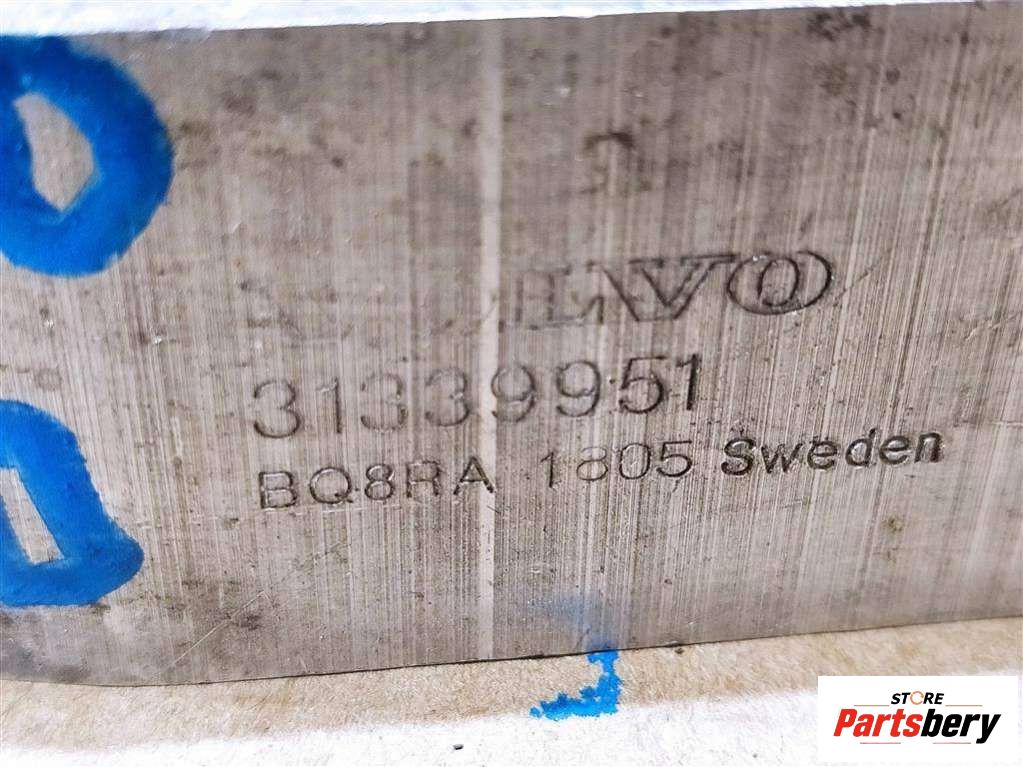 VOLVO
31339951
BQ8RA 1805 Sweden
STORE
Partsbery